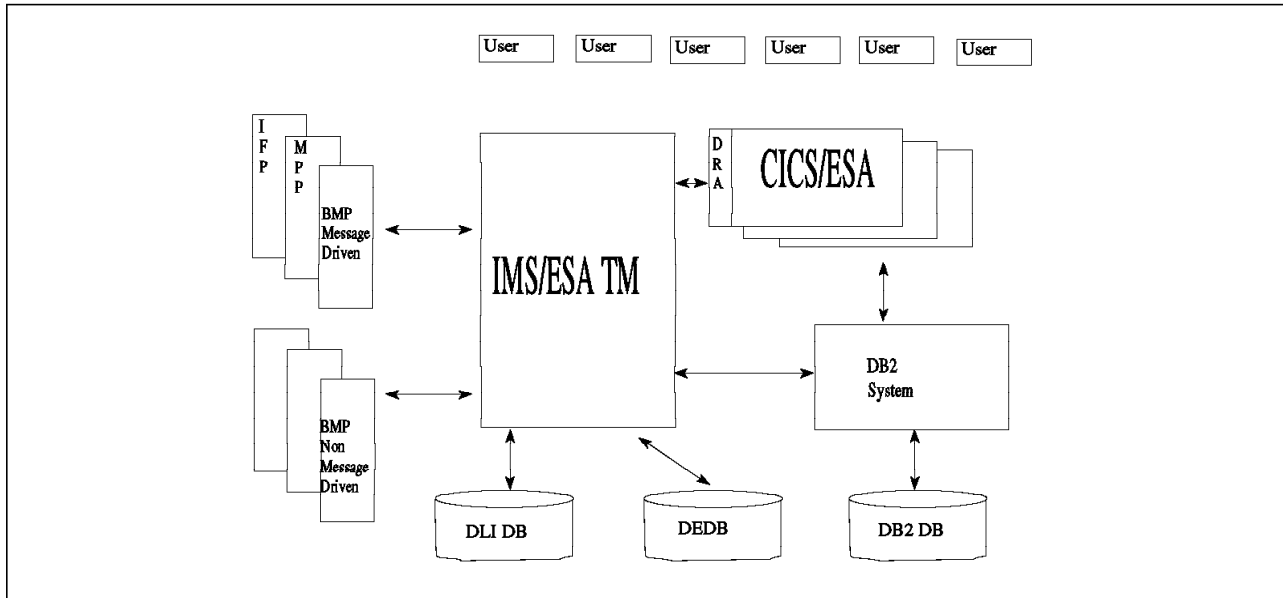 User
User
User
User
User
User
I
F
P
M
P
P
BMP
Message
Driven
IMS/ESA TM
D
R
A
CICS/ESA
DB2
System
BMP
Non
Message
Driven
DLI DB
DEDB
DB2 DB